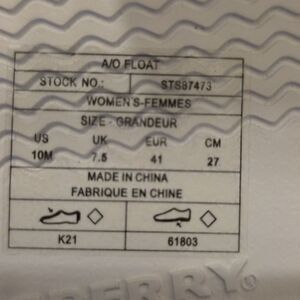 A/O FLOAT
STOCK NO.: STS87473
WOMEN'S-FEMMES
SIZE - GRANDEUR
US UK EUR CM
10M 7.5 41 27
MADE IN CHINA
FABRIQUE EN CHINE
K21 61803
PERRY®